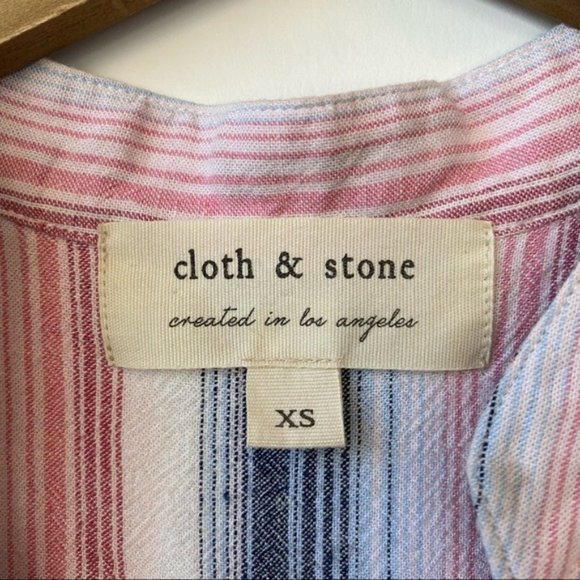 cloth & stone
created in los angeles
XS